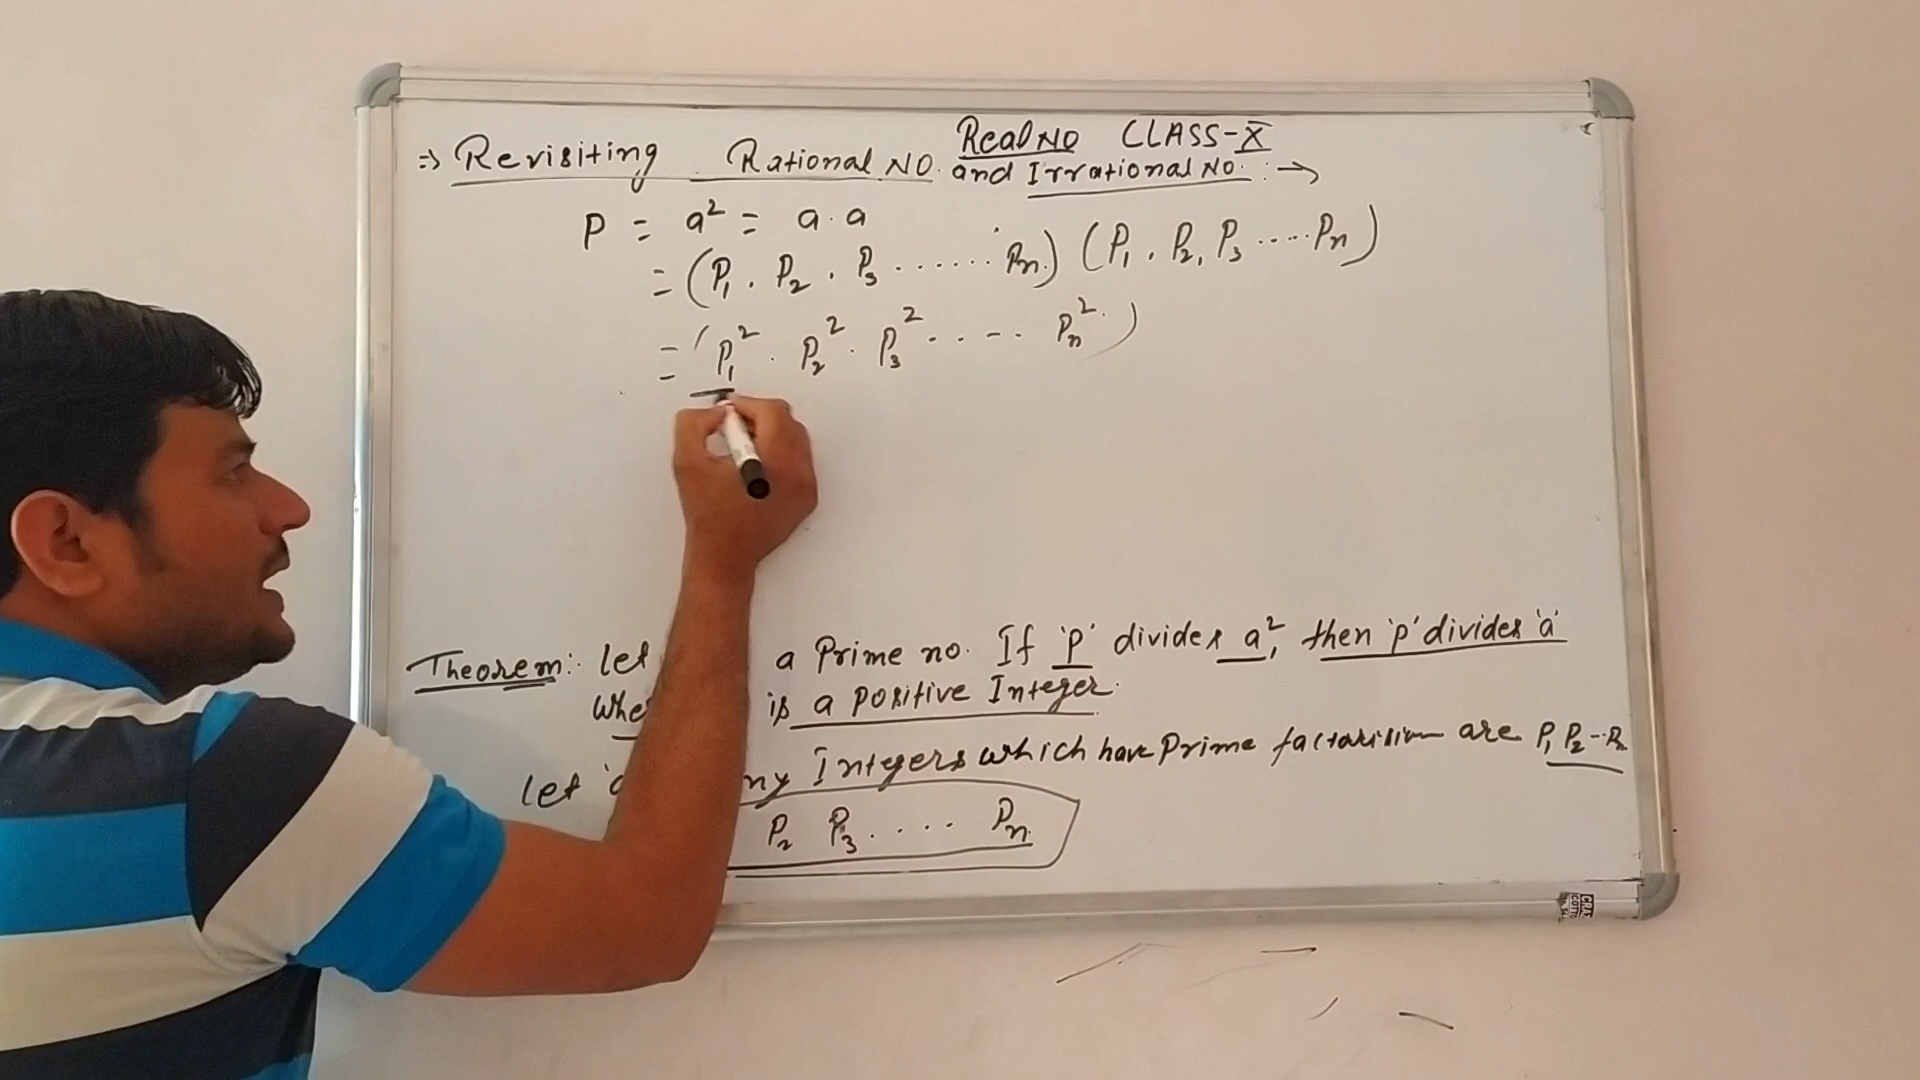 Real NO CLASS-X
⇒ Revisiting Rational NO. and Irrational NO. : →
P = a² = a . a
= (P₁ . P₂ . P₃ ....... Pₙ.) (P₁ . P₂, P₃ ..... Pₙ)
= (P₁² . P₂² . P₃² . . - - . Pₙ². )
Theorem: let a Prime no. If 'p' divides a², then 'p' divides 'a'
is a positive Integer.
let Integers which have Prime are P₁ P₂ -- Pₙ
P₂ P₃ . . . . Pₙ.